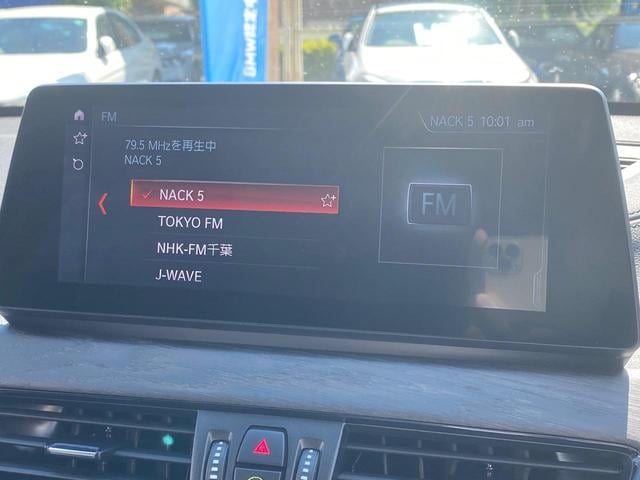 FM
NACK 5 10:01 am
79.5 MHzを再生中
NACK 5
NACK 5
TOKYO FM
NHK-FM千葉
J-WAVE
FM